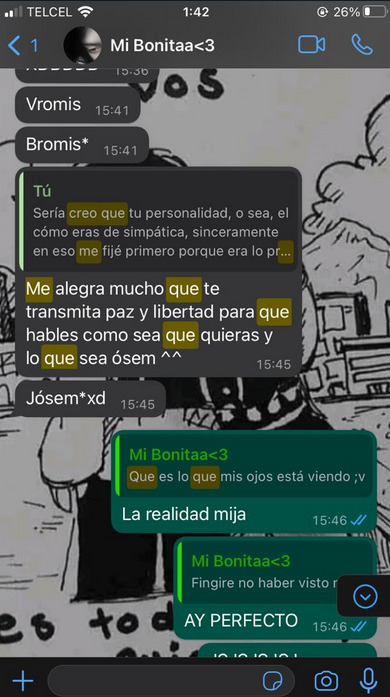 TELCEL 1:42 26%
1 Mi Bonitaa<3
15:36
Vromis 15:41
Bromis* 15:41
Tú
Sería creo que tu personalidad, o sea, el
cómo eras de simpática, sinceramente
en eso me fijé primero porque era lo pr...
Me alegra mucho que te
transmita paz y libertad para que
hables como sea que quieras y
lo que sea ósem ^^ 15:45
Jósem*xd 15:45
Mi Bonitaa<3
Que es lo que mis ojos está viendo ;v
La realidad mija 15:46
Mi Bonitaa<3
Fingire no haber visto
AY PERFECTO 15:46
es tod